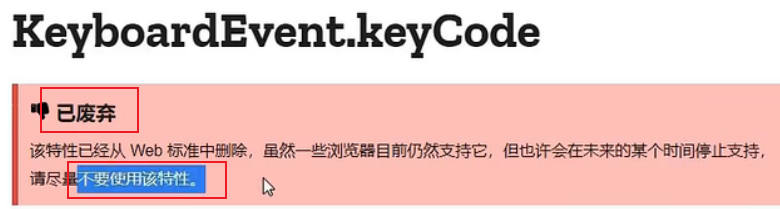 KeyboardEvent.keyCode
已废弃
该特性已经从 Web 标准中删除，虽然一些浏览器目前仍然支持它，但也许会在未来的某个时间停止支持，
请尽量不要使用该特性。